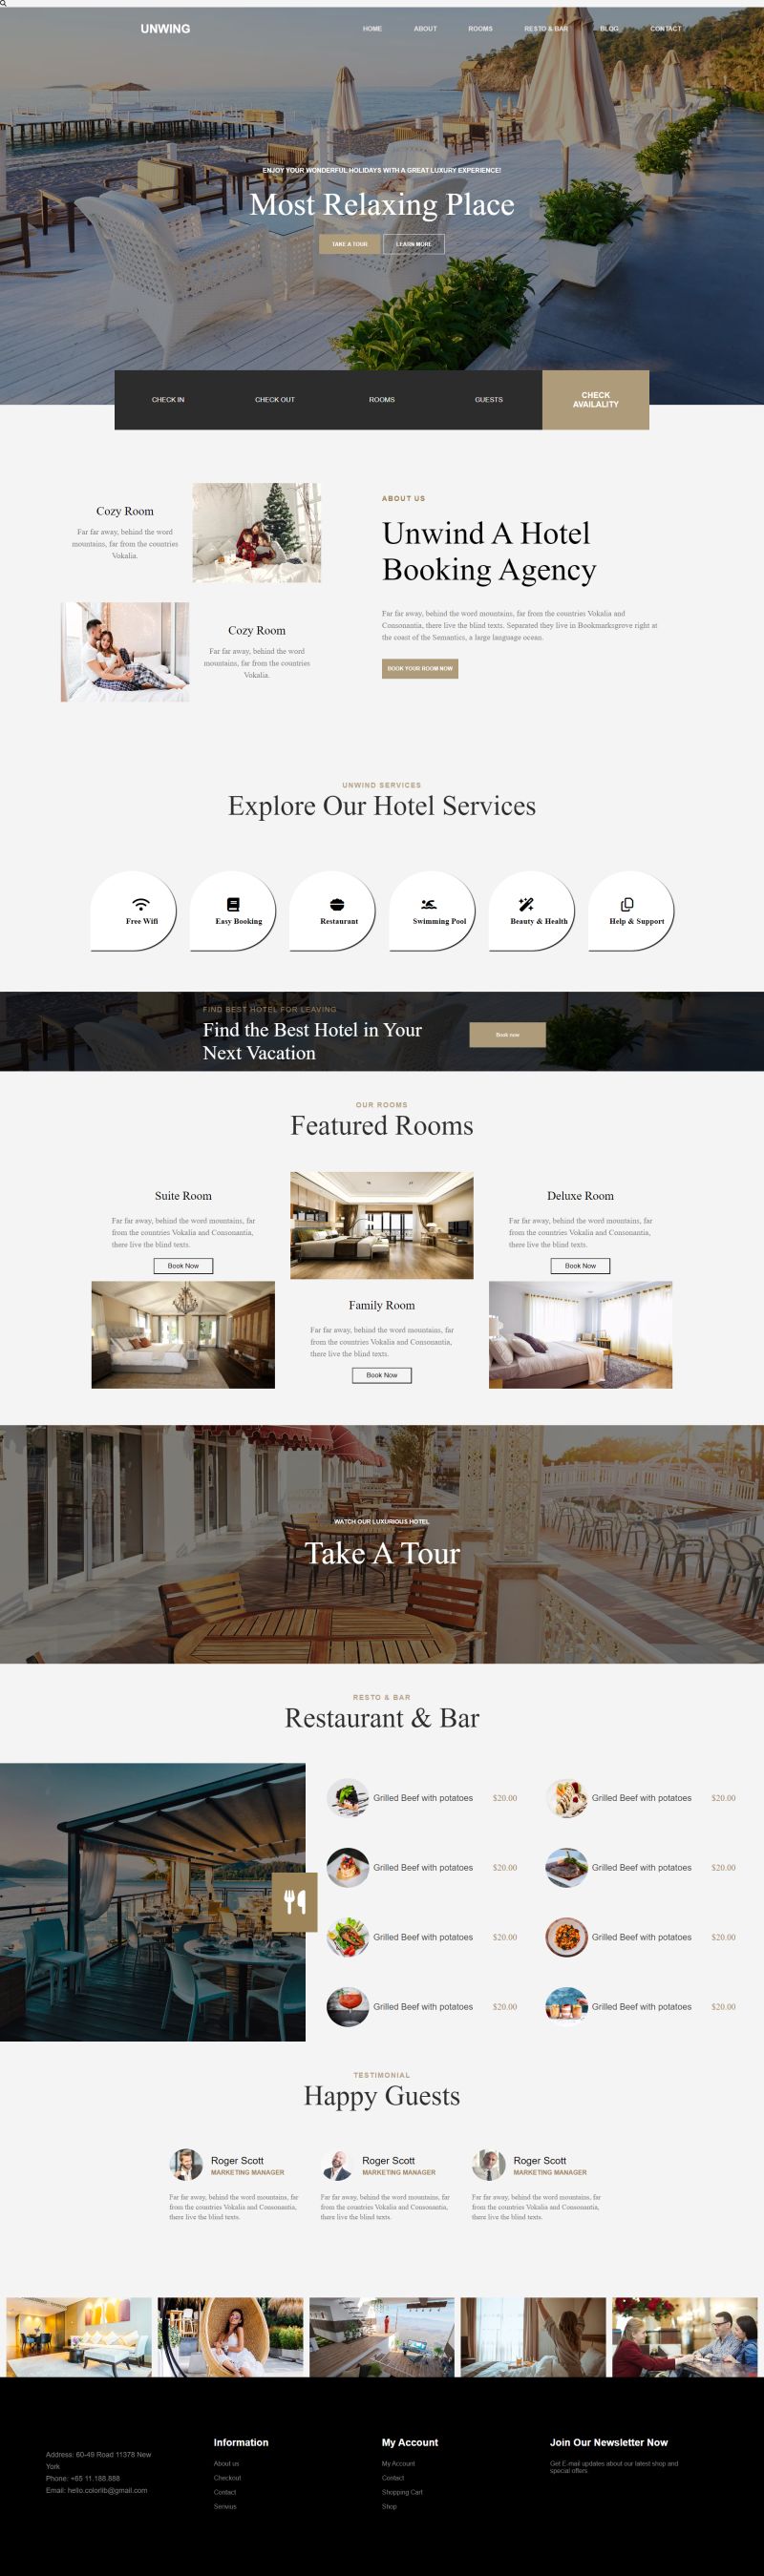 UNWING
HOME ABOUT ROOMS RESTO & BAR BLOG CONTACT
ENJOY YOUR WONDERFUL HOLIDAYS WITH A GREAT LUXURY EXPERIENCE!
Most Relaxing Place
TAKE A TOUR LEARN MORE
CHECK IN CHECK OUT ROOMS GUESTS CHECK
AVAILALITY
Cozy Room
Far far away, behind the word
mountains, far from the countries
Vokalia.
Cozy Room
Far far away, behind the word
mountains, far from the countries
Vokalia.
ABOUT US
Unwind A Hotel
Booking Agency
Far far away, behind the word mountains, far from the countries Vokalia and
Consonantia, there live the blind texts. Separated they live in Bookmarksgrove right at
the coast of the Semantics, a large language ocean.
BOOK YOUR ROOM NOW
UNWIND SERVICES
Explore Our Hotel Services
Free Wifi Easy Booking Restaurant Swimming Pool Beauty & Health Help & Support
FIND BEST HOTEL FOR LEAVING
Find the Best Hotel in Your
Next Vacation
Book now
OUR ROOMS
Featured Rooms
Suite Room
Far far away, behind the word mountains, far
from the countries Vokalia and Consonantia,
there live the blind texts.
Book Now
Family Room
Far far away, behind the word mountains, far
from the countries Vokalia and Consonantia,
there live the blind texts.
Book Now
Deluxe Room
Far far away, behind the word mountains, far
from the countries Vokalia and Consonantia,
there live the blind texts.
Book Now
WATCH OUR LUXURIOUS HOTEL
Take A Tour
RESTO & BAR
Restaurant & Bar
Grilled Beef with potatoes $20.00 Grilled Beef with potatoes $20.00
Grilled Beef with potatoes $20.00 Grilled Beef with potatoes $20.00
Grilled Beef with potatoes $20.00 Grilled Beef with potatoes $20.00
Grilled Beef with potatoes $20.00 Grilled Beef with potatoes $20.00
TESTIMONIAL
Happy Guests
Roger Scott
MARKETING MANAGER
Far far away, behind the word mountains, far
from the countries Vokalia and Consonantia,
there live the blind texts.
Roger Scott
MARKETING MANAGER
Far far away, behind the word mountains, far
from the countries Vokalia and Consonantia,
there live the blind texts.
Roger Scott
MARKETING MANAGER
Far far away, behind the word mountains, far
from the countries Vokalia and Consonantia,
there live the blind texts.
Address: 60-49 Road 11378 New
York
Phone: +65 11.188.888
Email: hello.colorlib@gmail.com
Information
About us
Checkout
Contact
Serivius
My Account
My Account
Contact
Shopping Cart
Shop
Join Our Newsletter Now
Get E-mail updates about our latest shop and
special offers